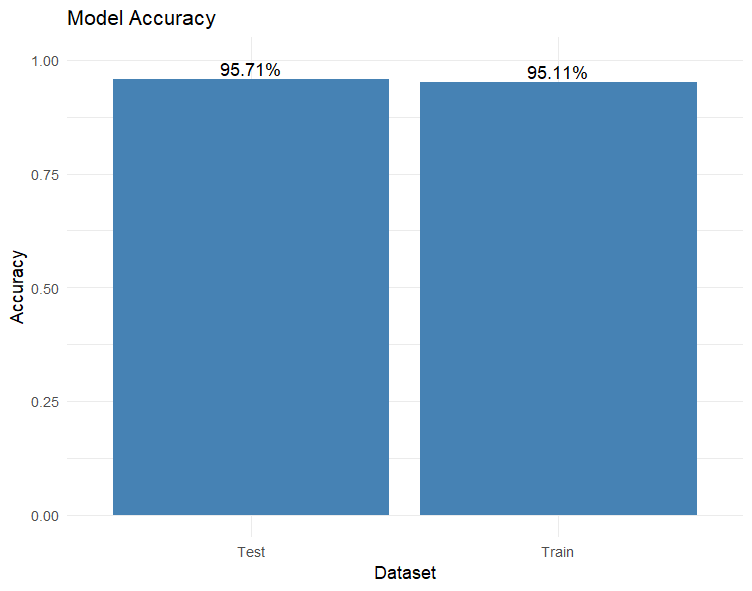 Model Accuracy
1.00
0.75
0.50
0.25
0.00
Accuracy
95.71%
95.11%
Test
Train
Dataset